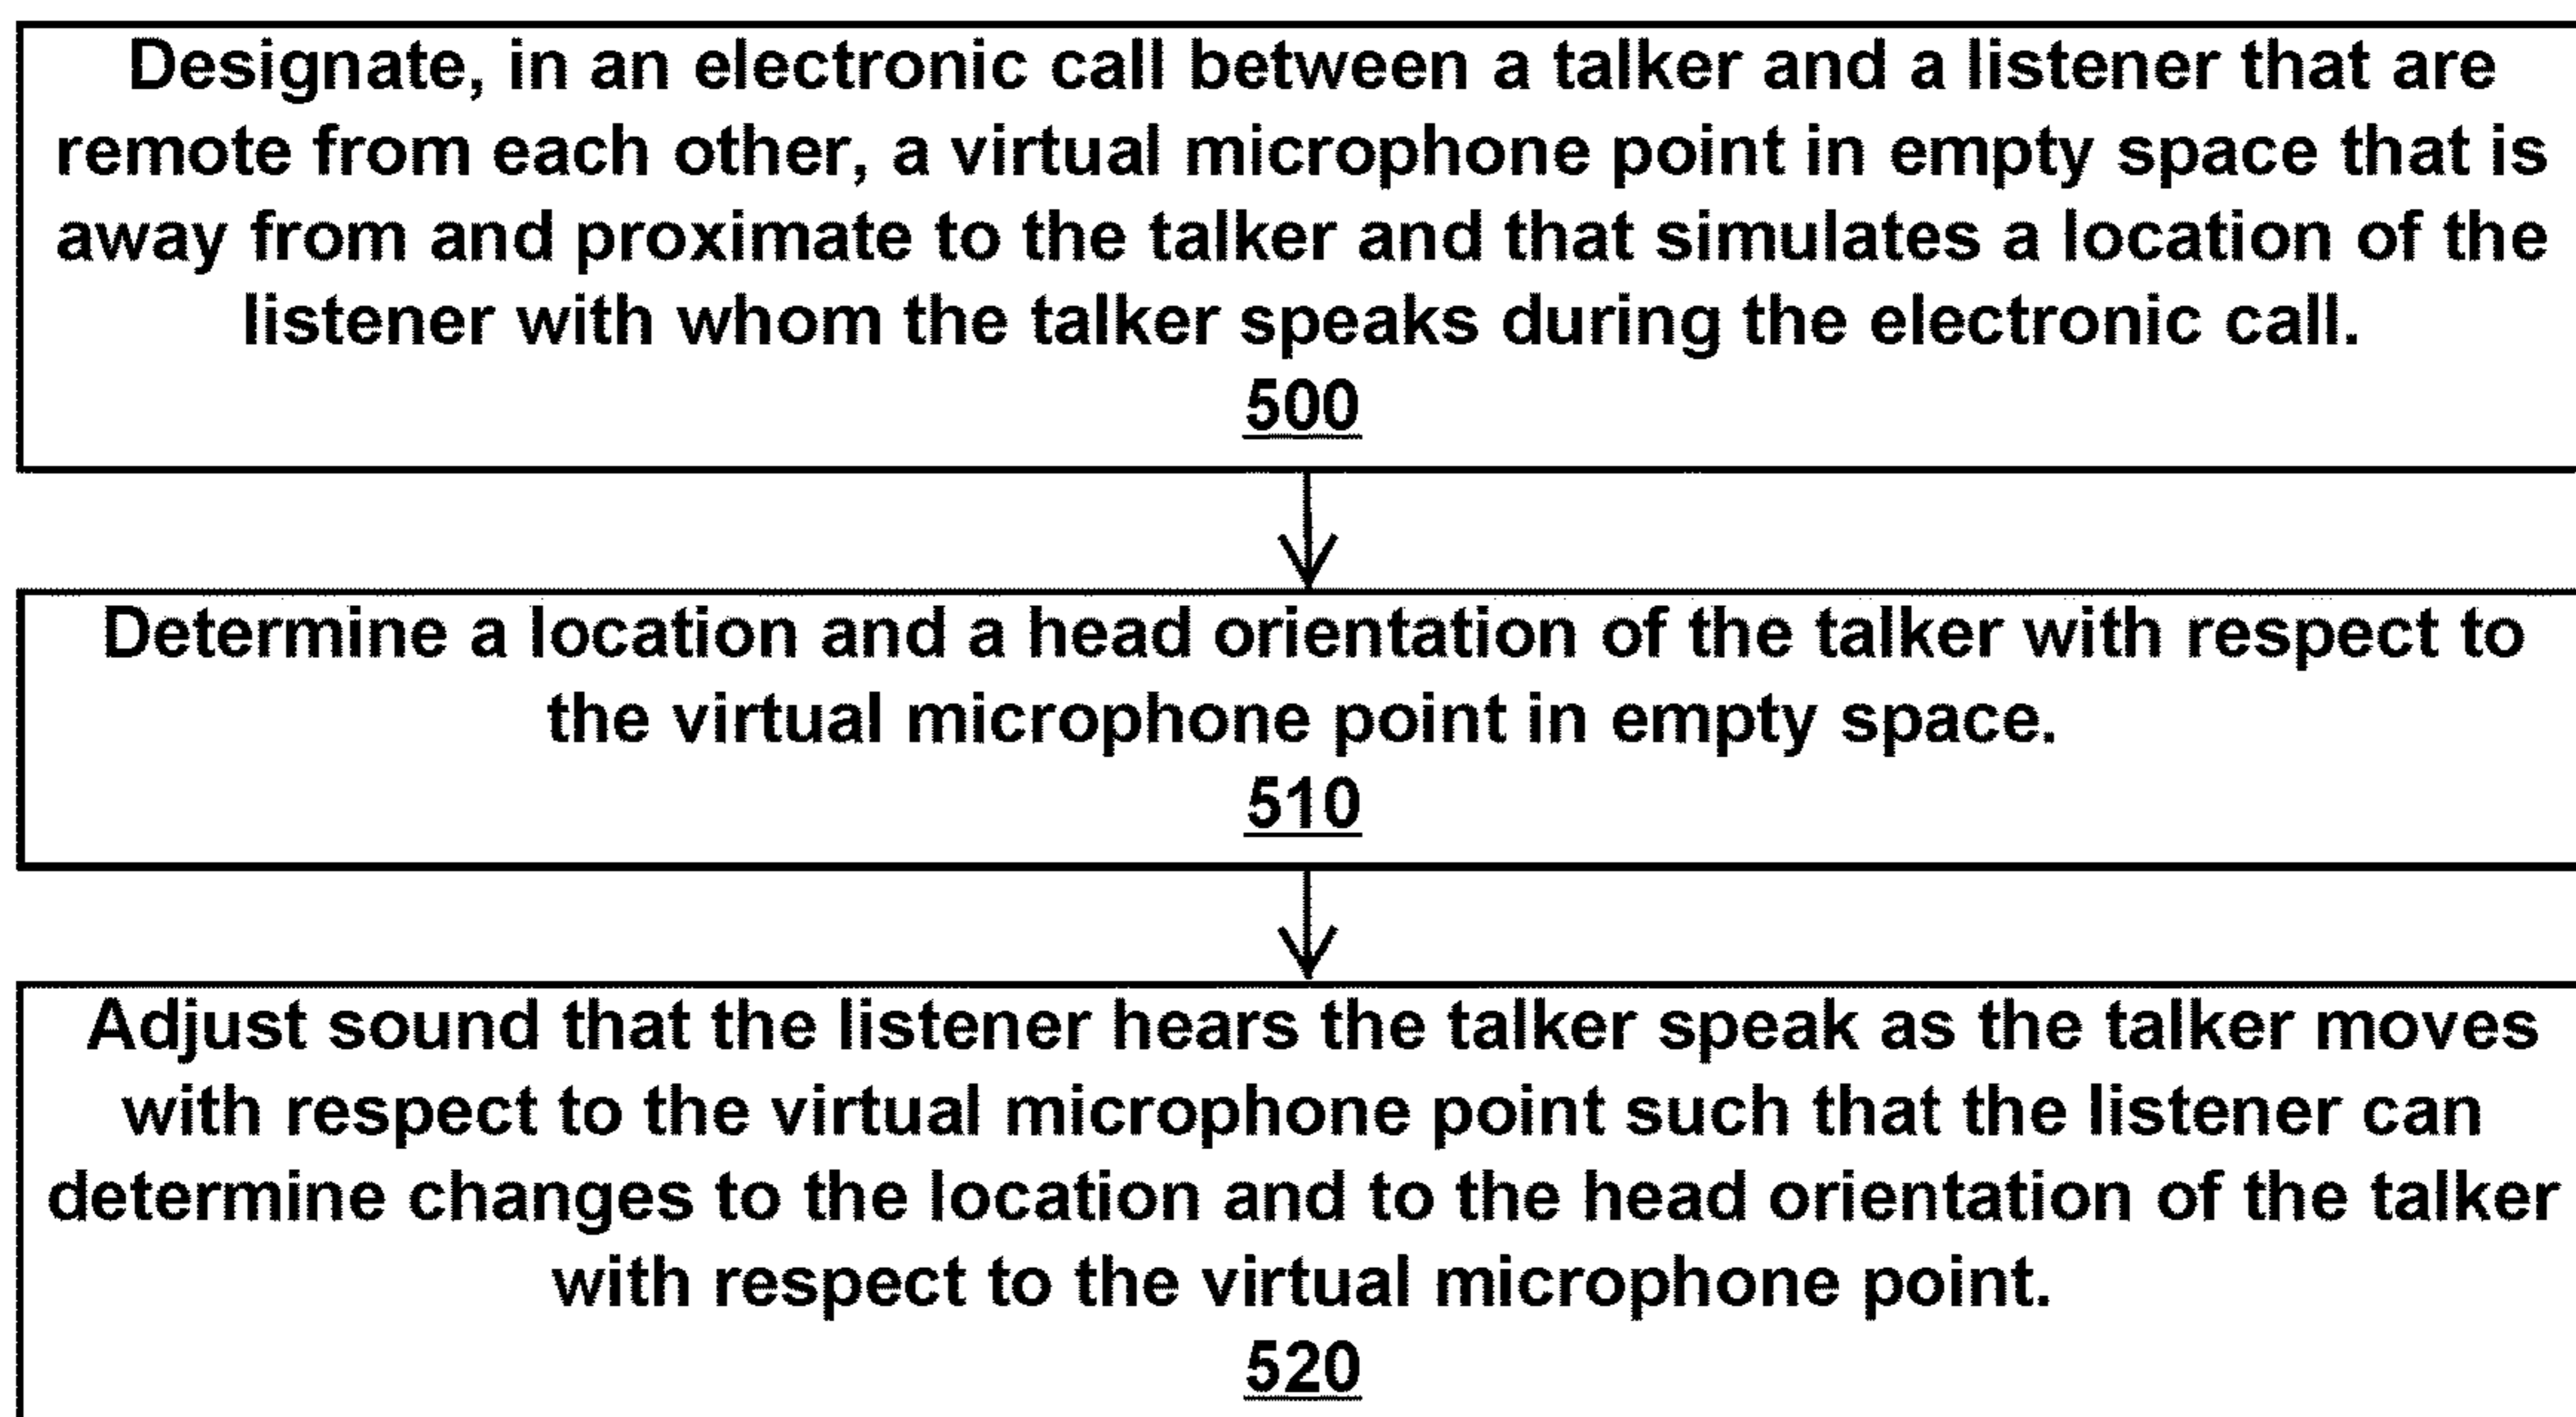 Designate, in an electronic call between a talker and a listener that are
remote from each other, a virtual microphone point in empty space that is
away from and proximate to the talker and that simulates a location of the
listener with whom the talker speaks during the electronic call.
500
Determine a location and a head orientation of the talker with respect to
the virtual microphone point in empty space.
510
Adjust sound that the listener hears the talker speak as the talker moves
with respect to the virtual microphone point such that the listener can
determine changes to the location and to the head orientation of the talker
with respect to the virtual microphone point.
520